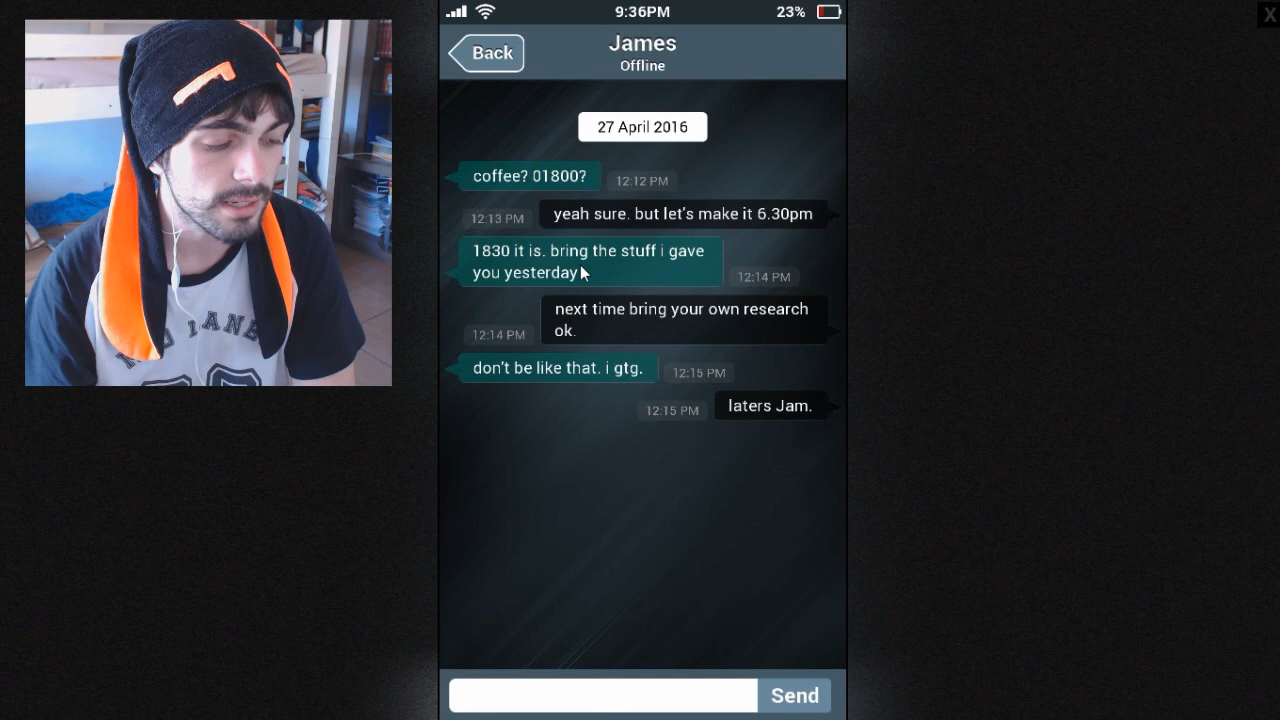 9:36PM
23%
X
Back
James
Offline
27 April 2016
coffee? 01800?
12:12 PM
yeah sure. but let's make it 6.30pm
12:13 PM
1830 it is. bring the stuff i gave
you yesterday
12:14 PM
next time bring your own research
ok.
12:14 PM
don't be like that. i gtg.
12:15 PM
laters Jam.
12:15 PM
Send